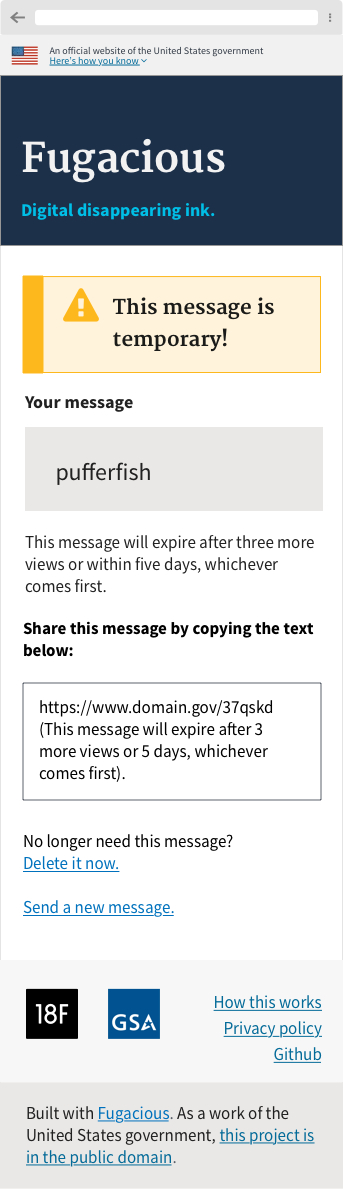 An official website of the United States government
Here's how you know
Fugacious
Digital disappearing ink.
This message is
temporary!
Your message
pufferfish
This message will expire after three more
views or within five days, whichever
comes first.
Share this message by copying the text
below:
https://www.domain.gov/37qskd
(This message will expire after 3
more views or 5 days, whichever
comes first).
No longer need this message?
Delete it now.
Send a new message.
18F
GSA
How this works
Privacy policy
Github
Built with Fugacious. As a work of the
United States government, this project is
in the public domain.